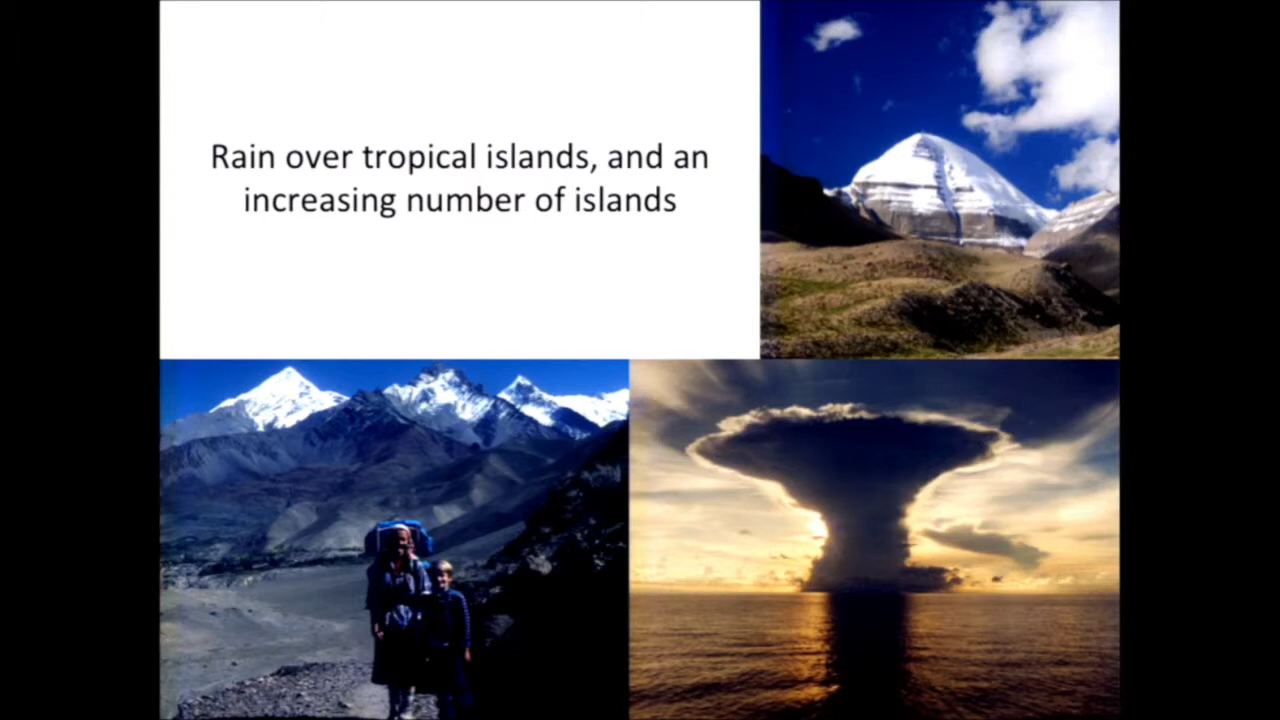 Rain over tropical islands, and an
increasing number of islands